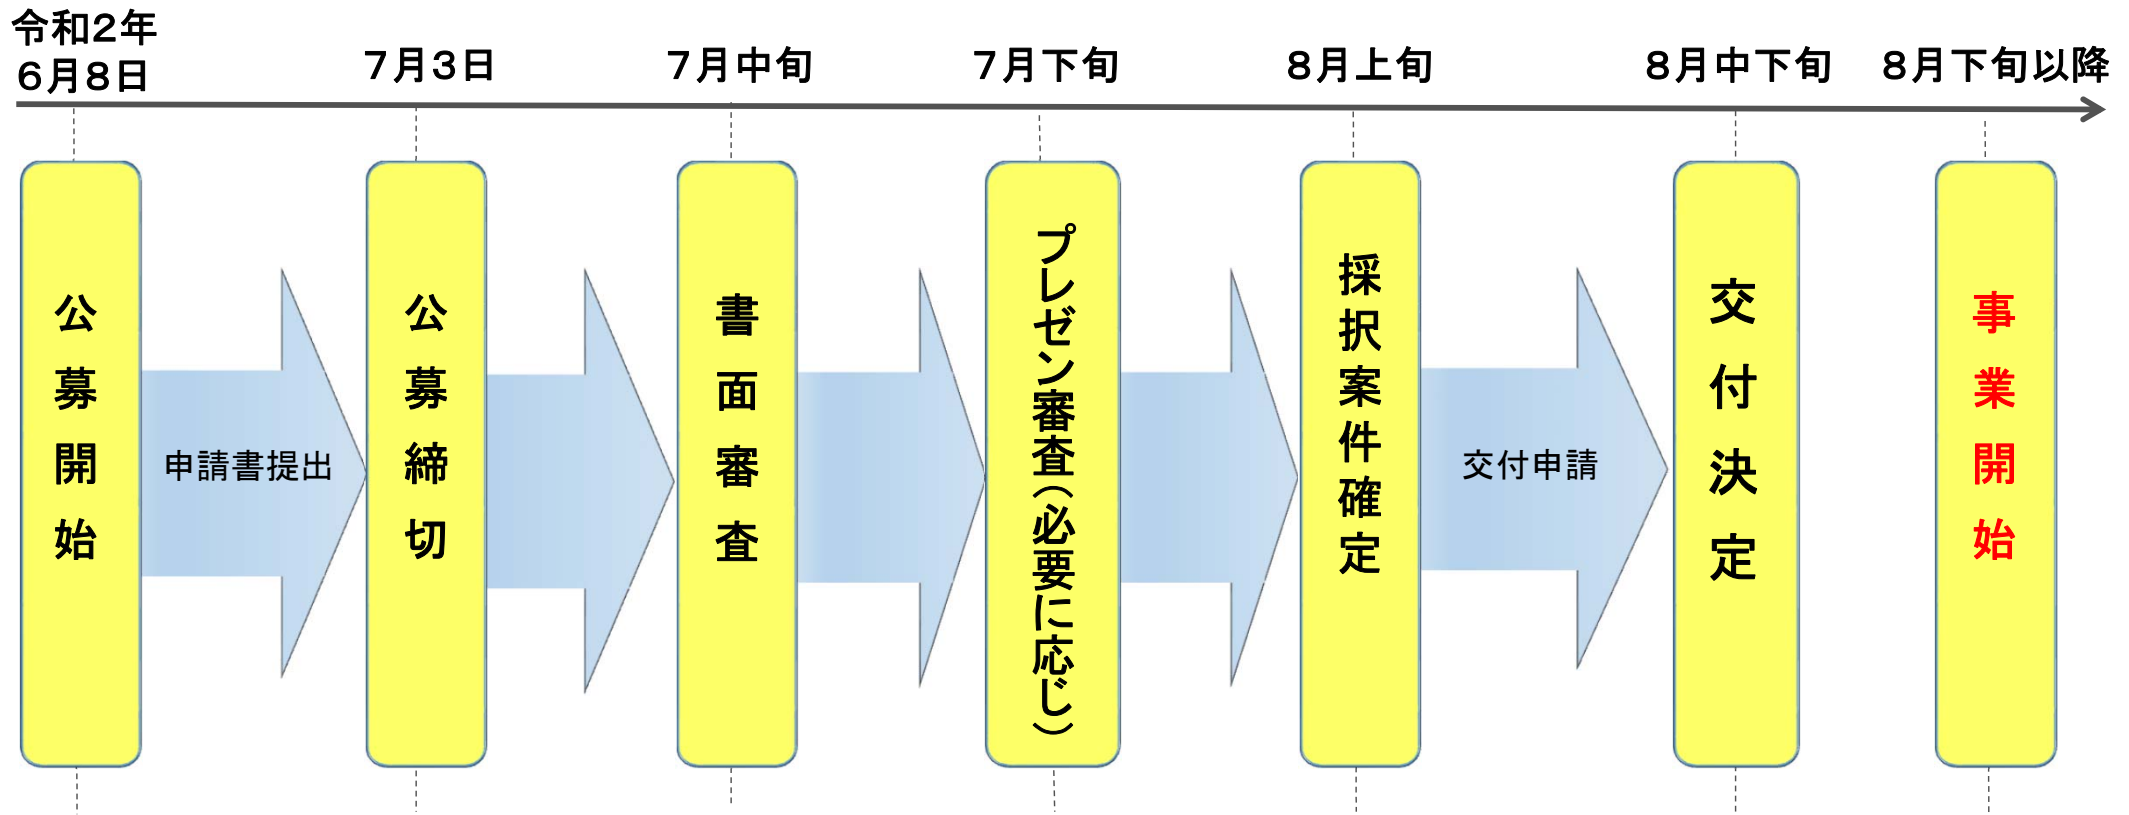 令和2年
6月8日
7月3日
7月中旬
7月下旬
8月上旬
8月中下旬
8月下旬以降
公募開始
申請書提出
公募締切
書面審査
プレゼン審査(必要に応じ)
採択案件確定
交付申請
交付決定
事業開始